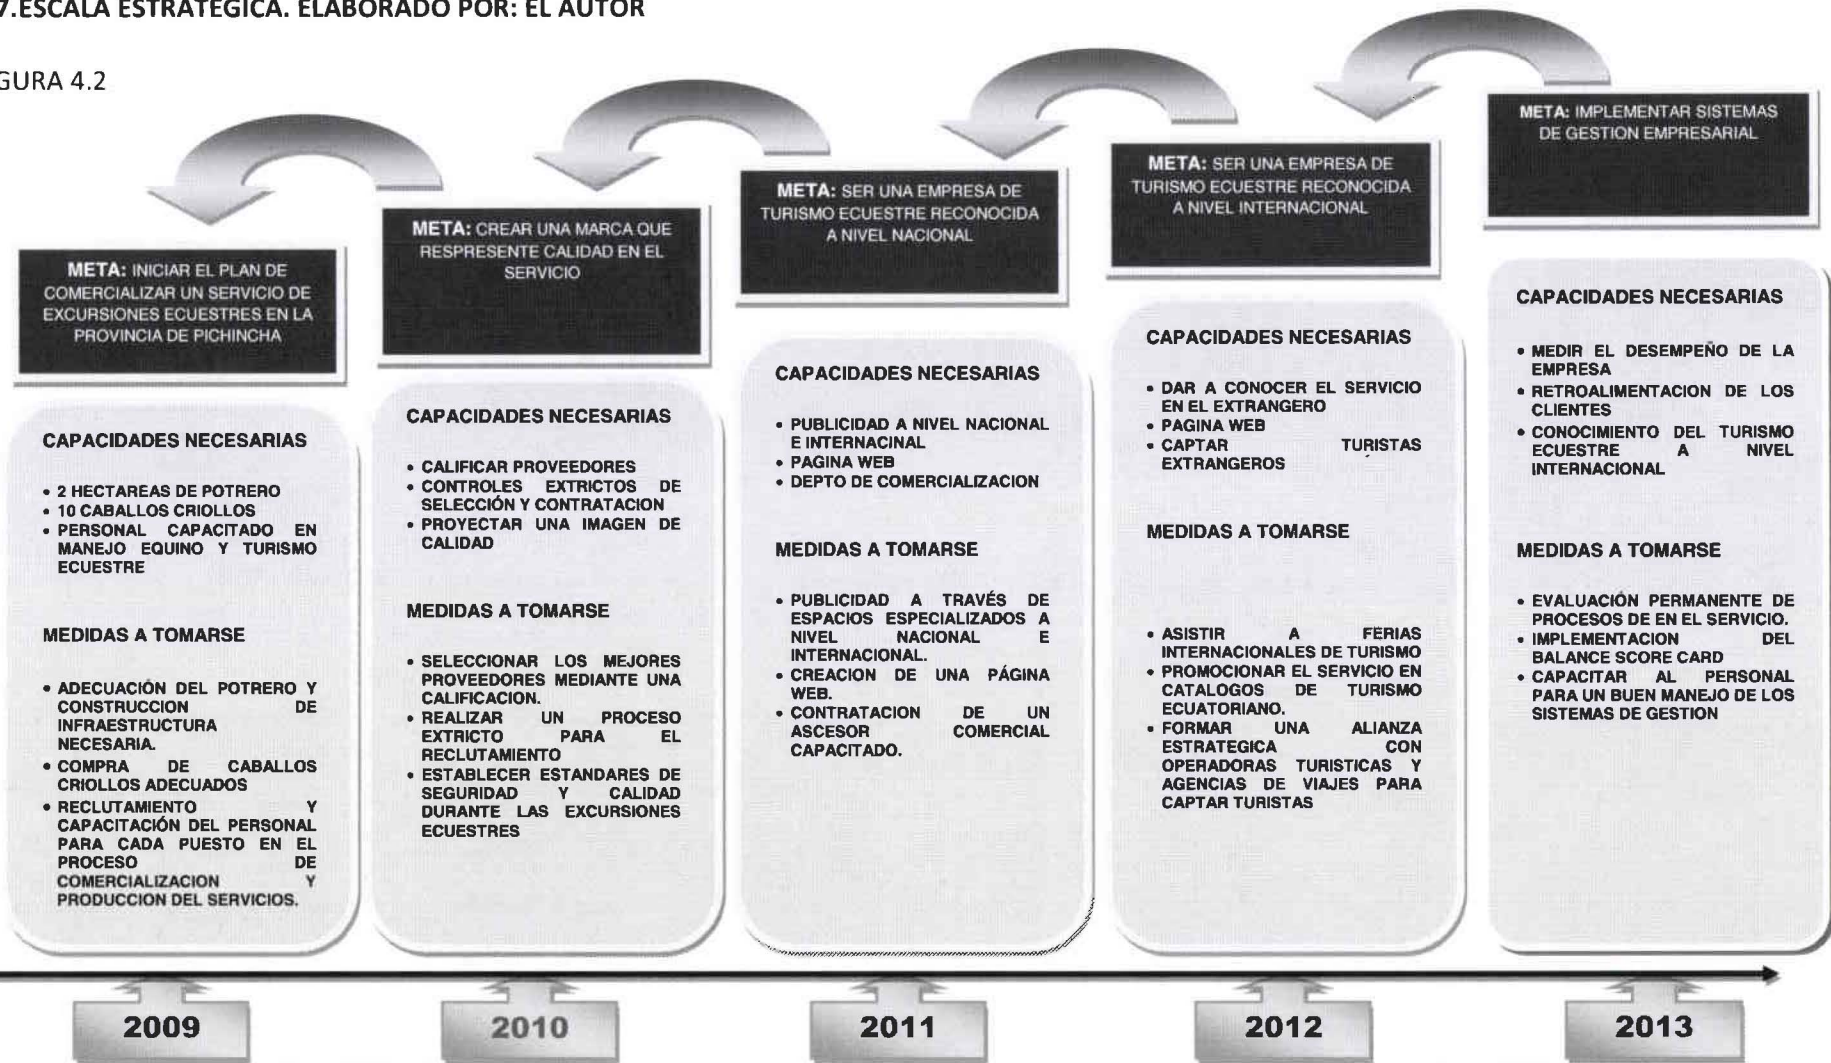 7.ESCALA ESTRATEGICA. ELABORADO POR: EL AUTOR
GURA 4.2
META: INICIAR EL PLAN DE
COMERCIALIZAR UN SERVICIO DE
EXCURSIONES ECUESTRES EN LA
PROVINCIA DE PICHINCHA
CAPACIDADES NECESARIAS
• 2 HECTAREAS DE POTRERO
• 10 CABALLOS CRIOLLOS
• PERSONAL CAPACITADO EN
MANEJO EQUINO Y TURISMO
ECUESTRE
MEDIDAS A TOMARSE
• ADECUACIÓN DEL POTRERO Y
CONSTRUCCION DE
INFRAESTRUCTURA
NECESARIA.
• COMPRA DE CABALLOS
CRIOLLOS ADECUADOS
• RECLUTAMIENTO Y
CAPACITACIÓN DEL PERSONAL
PARA CADA PUESTO EN EL
PROCESO DE
COMERCIALIZACION Y
PRODUCCION DEL SERVICIOS.
2009
META: CREAR UNA MARCA QUE
RESPRESENTE CALIDAD EN EL
SERVICIO
CAPACIDADES NECESARIAS
• CALIFICAR PROVEEDORES
• CONTROLES EXTRICTOS DE
SELECCIÓN Y CONTRATACION
• PROYECTAR UNA IMAGEN DE
CALIDAD
MEDIDAS A TOMARSE
• SELECCIONAR LOS MEJORES
PROVEEDORES MEDIANTE UNA
CALIFICACION.
• REALIZAR UN PROCESO
EXTRICTO PARA EL
RECLUTAMIENTO
• ESTABLECER ESTANDARES DE
SEGURIDAD Y CALIDAD
DURANTE LAS EXCURSIONES
ECUESTRES
2010
META: SER UNA EMPRESA DE
TURISMO ECUESTRE RECONOCIDA
A NIVEL NACIONAL
CAPACIDADES NECESARIAS
• PUBLICIDAD A NIVEL NACIONAL
E INTERNACINAL
• PAGINA WEB
• DEPTO DE COMERCIALIZACION
MEDIDAS A TOMARSE
• PUBLICIDAD A TRAVÉS DE
ESPACIOS ESPECIALIZADOS A
NIVEL NACIONAL E
INTERNACIONAL.
• CREACION DE UNA PÁGINA
WEB.
• CONTRATACION DE UN
ASCESOR COMERCIAL
CAPACITADO.
2011
META: SER UNA EMPRESA DE
TURISMO ECUESTRE RECONOCIDA
A NIVEL INTERNACIONAL
CAPACIDADES NECESARIAS
• DAR A CONOCER EL SERVICIO
EN EL EXTRANGERO
• PAGINA WEB
• CAPTAR TURISTAS
EXTRANGEROS
MEDIDAS A TOMARSE
• ASISTIR A FERIAS
INTERNACIONALES DE TURISMO
• PROMOCIONAR EL SERVICIO EN
CATALOGOS DE TURISMO
ECUATORIANO.
• FORMAR UNA ALIANZA
ESTRATEGICA CON
OPERADORAS TURISTICAS Y
AGENCIAS DE VIAJES PARA
CAPTAR TURISTAS
2012
META: IMPLEMENTAR SISTEMAS
DE GESTION EMPRESARIAL
CAPACIDADES NECESARIAS
• MEDIR EL DESEMPEÑO DE LA
EMPRESA
• RETROALIMENTACION DE LOS
CLIENTES
• CONOCIMIENTO DEL TURISMO
ECUESTRE A NIVEL
INTERNACIONAL
MEDIDAS A TOMARSE
• EVALUACIÓN PERMANENTE DE
PROCESOS DE EN EL SERVICIO.
• IMPLEMENTACION DEL
BALANCE SCORE CARD
• CAPACITAR AL PERSONAL
PARA UN BUEN MANEJO DE LOS
SISTEMAS DE GESTION
2013